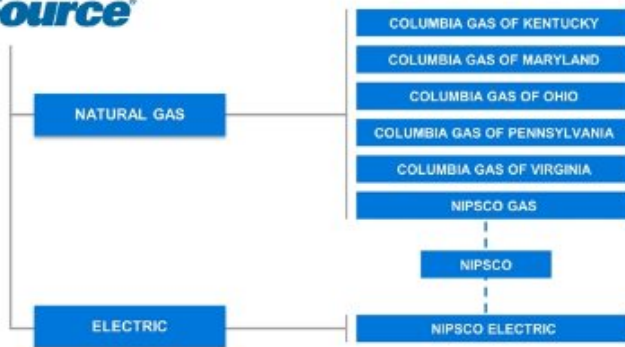 ource
COLUMBIA GAS OF KENTUCKY
COLUMBIA GAS OF MARYLAND
NATURAL GAS
COLUMBIA GAS OF OHIO
COLUMBIA GAS OF PENNSYLVANIA
COLUMBIA GAS OF VIRGINIA
NIPSCO GAS
NIPSCO
ELECTRIC
NIPSCO ELECTRIC